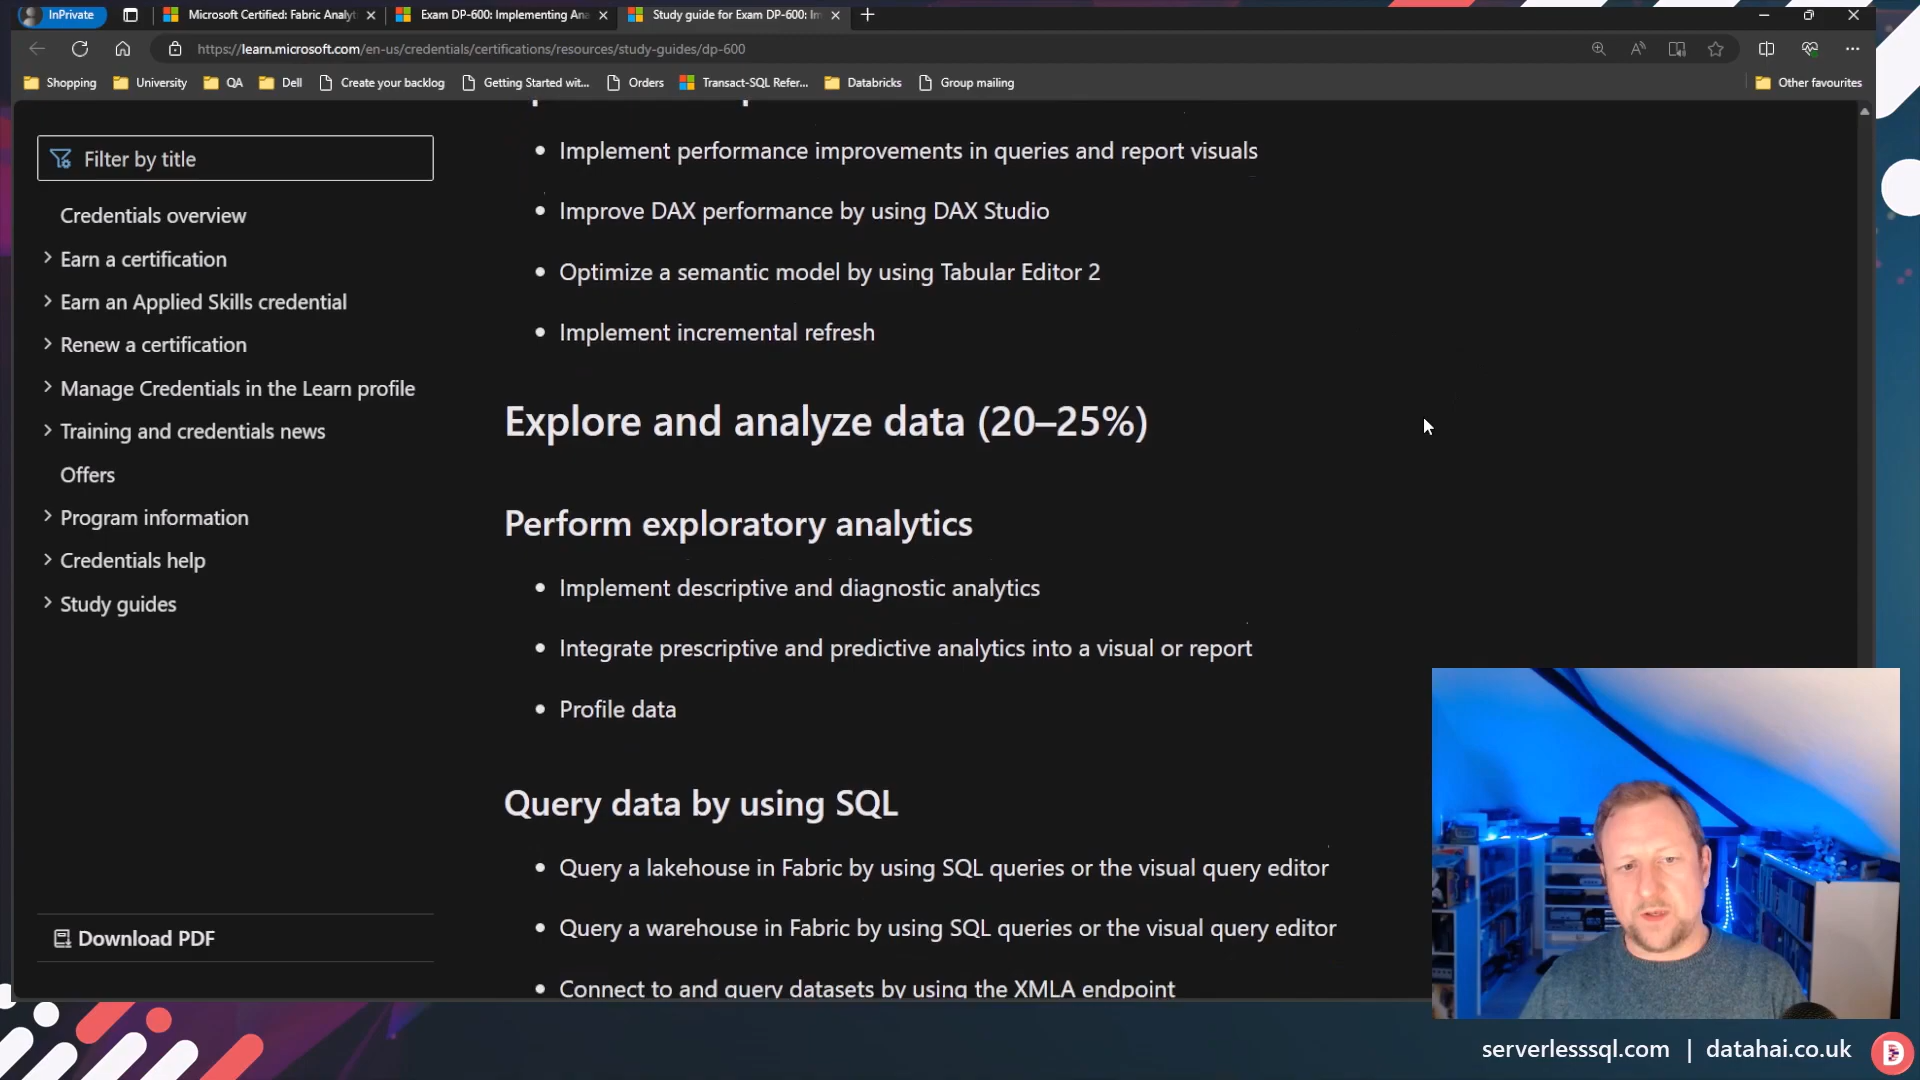 InPrivate
Microsoft Certified: Fabric Analyt
Exam DP-600: Implementing Ana
Study guide for Exam DP-600: Im
https://learn.microsoft.com/en-us/credentials/certifications/resources/study-guides/dp-600
Shopping
University
QA
Dell
Create your backlog
Getting Started wit...
Orders
Transact-SQL Refer...
Databricks
Group mailing
Other favourites
Filter by title
Credentials overview
Earn a certification
Earn an Applied Skills credential
Renew a certification
Manage Credentials in the Learn profile
Training and credentials news
Offers
Program information
Credentials help
Study guides
Download PDF
• Implement performance improvements in queries and report visuals
• Improve DAX performance by using DAX Studio
• Optimize a semantic model by using Tabular Editor 2
• Implement incremental refresh
Explore and analyze data (20–25%)
Perform exploratory analytics
• Implement descriptive and diagnostic analytics
• Integrate prescriptive and predictive analytics into a visual or report
• Profile data
Query data by using SQL
• Query a lakehouse in Fabric by using SQL queries or the visual query editor
• Query a warehouse in Fabric by using SQL queries or the visual query editor
• Connect to and query datasets by using the XMLA endpoint
serverlesssql.com | datahai.co.uk
D